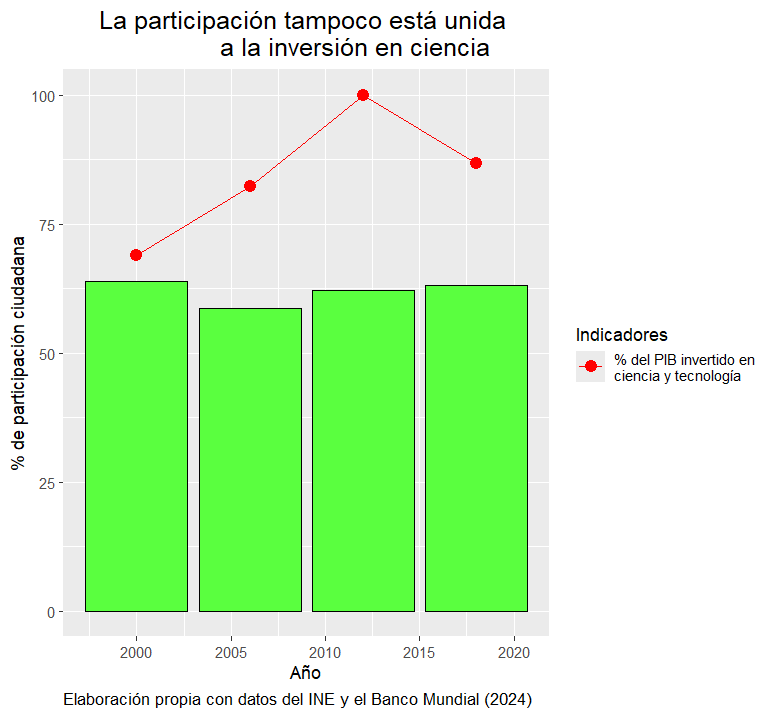 La participación tampoco está unida
a la inversión en ciencia
% de participación ciudadana
100
75
50
25
0
2000 2005 2010 2015 2020
Año
Indicadores
% del PIB invertido en
ciencia y tecnología
Elaboración propia con datos del INE y el Banco Mundial (2024)